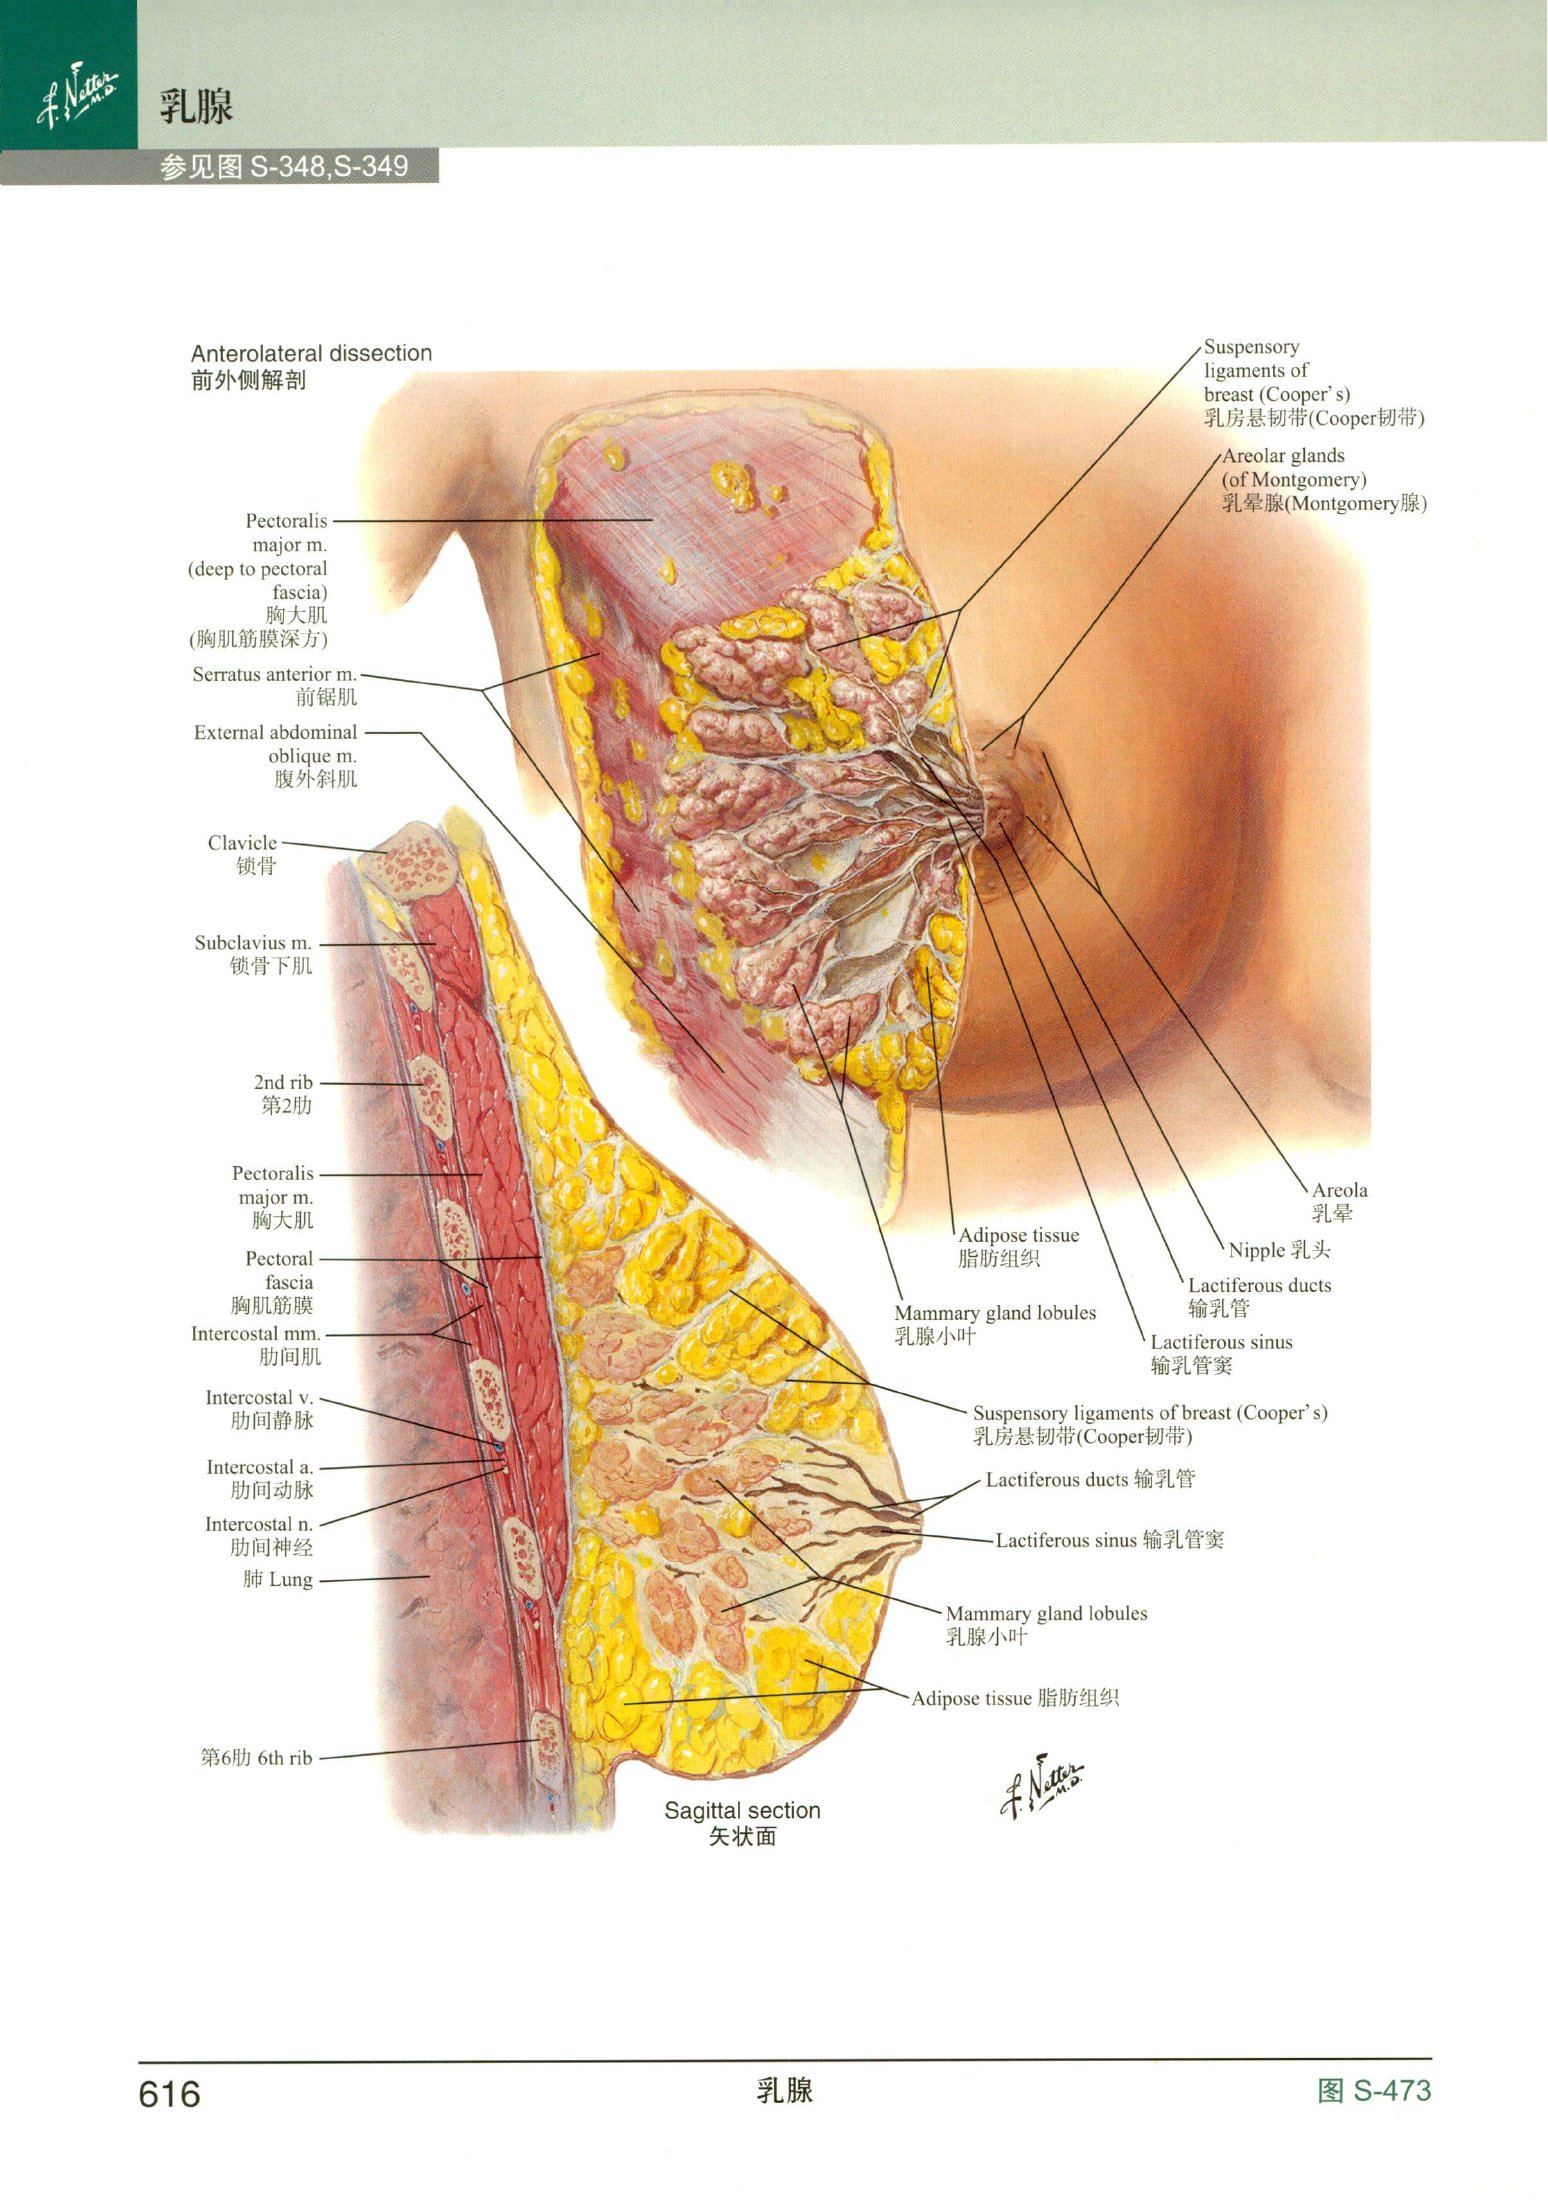 F. Netter M.D.
乳腺
参见图 S-348,S-349
Anterolateral dissection
前外侧解剖
Suspensory
ligaments of
breast (Cooper's)
乳房悬韧带(Cooper韧带)
Areolar glands
(of Montgomery)
乳晕腺(Montgomery腺)
Pectoralis
major m.
(deep to pectoral
fascia)
胸大肌
(胸肌筋膜深方)
Serratus anterior m.
前锯肌
External abdominal
oblique m.
腹外斜肌
Clavicle
锁骨
Subclavius m.
锁骨下肌
2nd rib
第2肋
Pectoralis
major m.
胸大肌
Pectoral
fascia
胸肌筋膜
Intercostal mm.
肋间肌
Intercostal v.
肋间静脉
Intercostal a.
肋间动脉
Intercostal n.
肋间神经
肺 Lung
第6肋 6th rib
Areola
乳晕
Nipple 乳头
Adipose tissue
脂肪组织
Lactiferous ducts
输乳管
Mammary gland lobules
乳腺小叶
Lactiferous sinus
输乳管窦
Suspensory ligaments of breast (Cooper's)
乳房悬韧带(Cooper韧带)
Lactiferous ducts 输乳管
Lactiferous sinus 输乳管窦
Mammary gland lobules
乳腺小叶
Adipose tissue 脂肪组织
Sagittal section
矢状面
F. Netter M.D.
616
乳腺
图 S-473